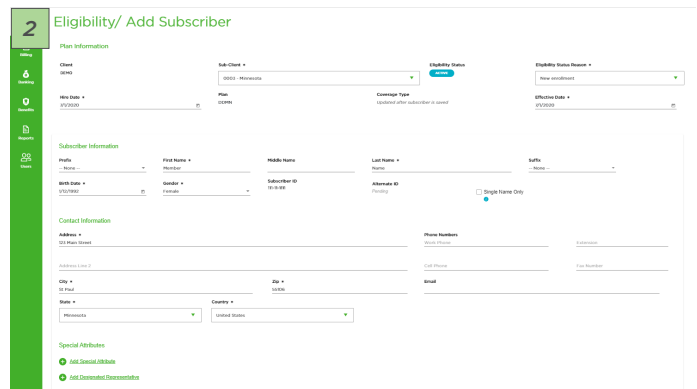 2
Eligibility/ Add Subscriber
Plan Information
Client
Sub-Client
Eligibility Status
Eligibility Status Reason
DEMO
0001 - Minnesota
ACTIVE
New enrollment
Hire Date
Plan
Coverage Type
Effective Date
1/1/2020
DDMN
Updated after subscriber is saved
1/1/2020
Billing
Banking
Benefits
Reports
Users
Subscriber Information
Prefix
First Name
Middle Name
Last Name
Suffix
-- None --
Member
Name
-- None --
Birth Date
Gender
Subscriber ID
Alternate ID
1/12/1992
Female
Pending
Single Name Only
Contact Information
Address
Phone Numbers
123 Main Street
Work Phone
Extension
Address Line 2
Cell Phone
Fax Number
City
Zip
Email
St Paul
State
Country
Minnesota
United States
Special Attributes
Add Special Attribute
Add Designated Representative